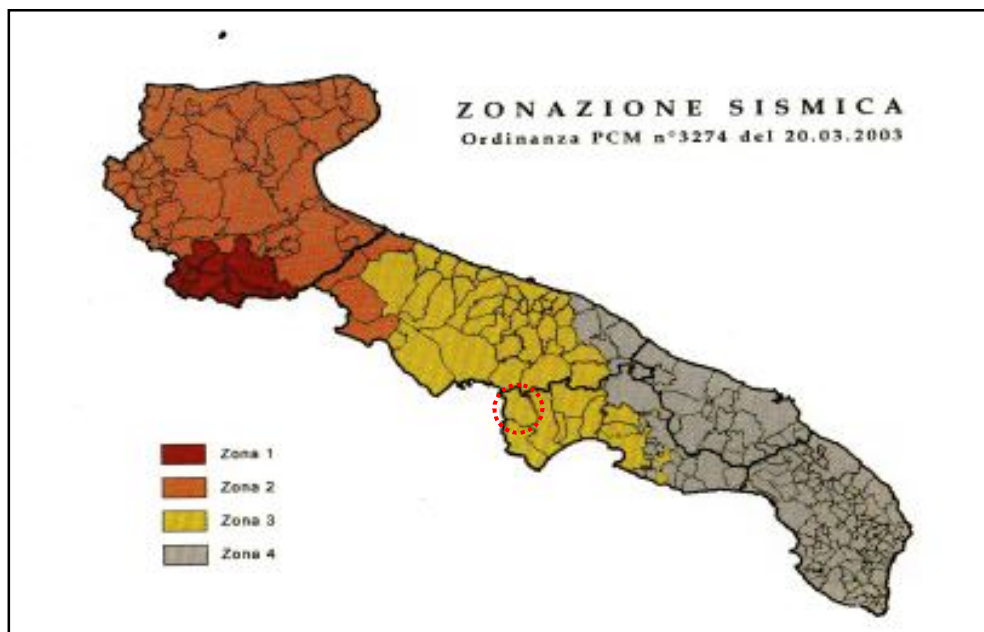 ZONAZIONE SISMICA
Ordinanza PCM n°3274 del 20.03.2003
Zona 1
Zona 2
Zona 3
Zona 4